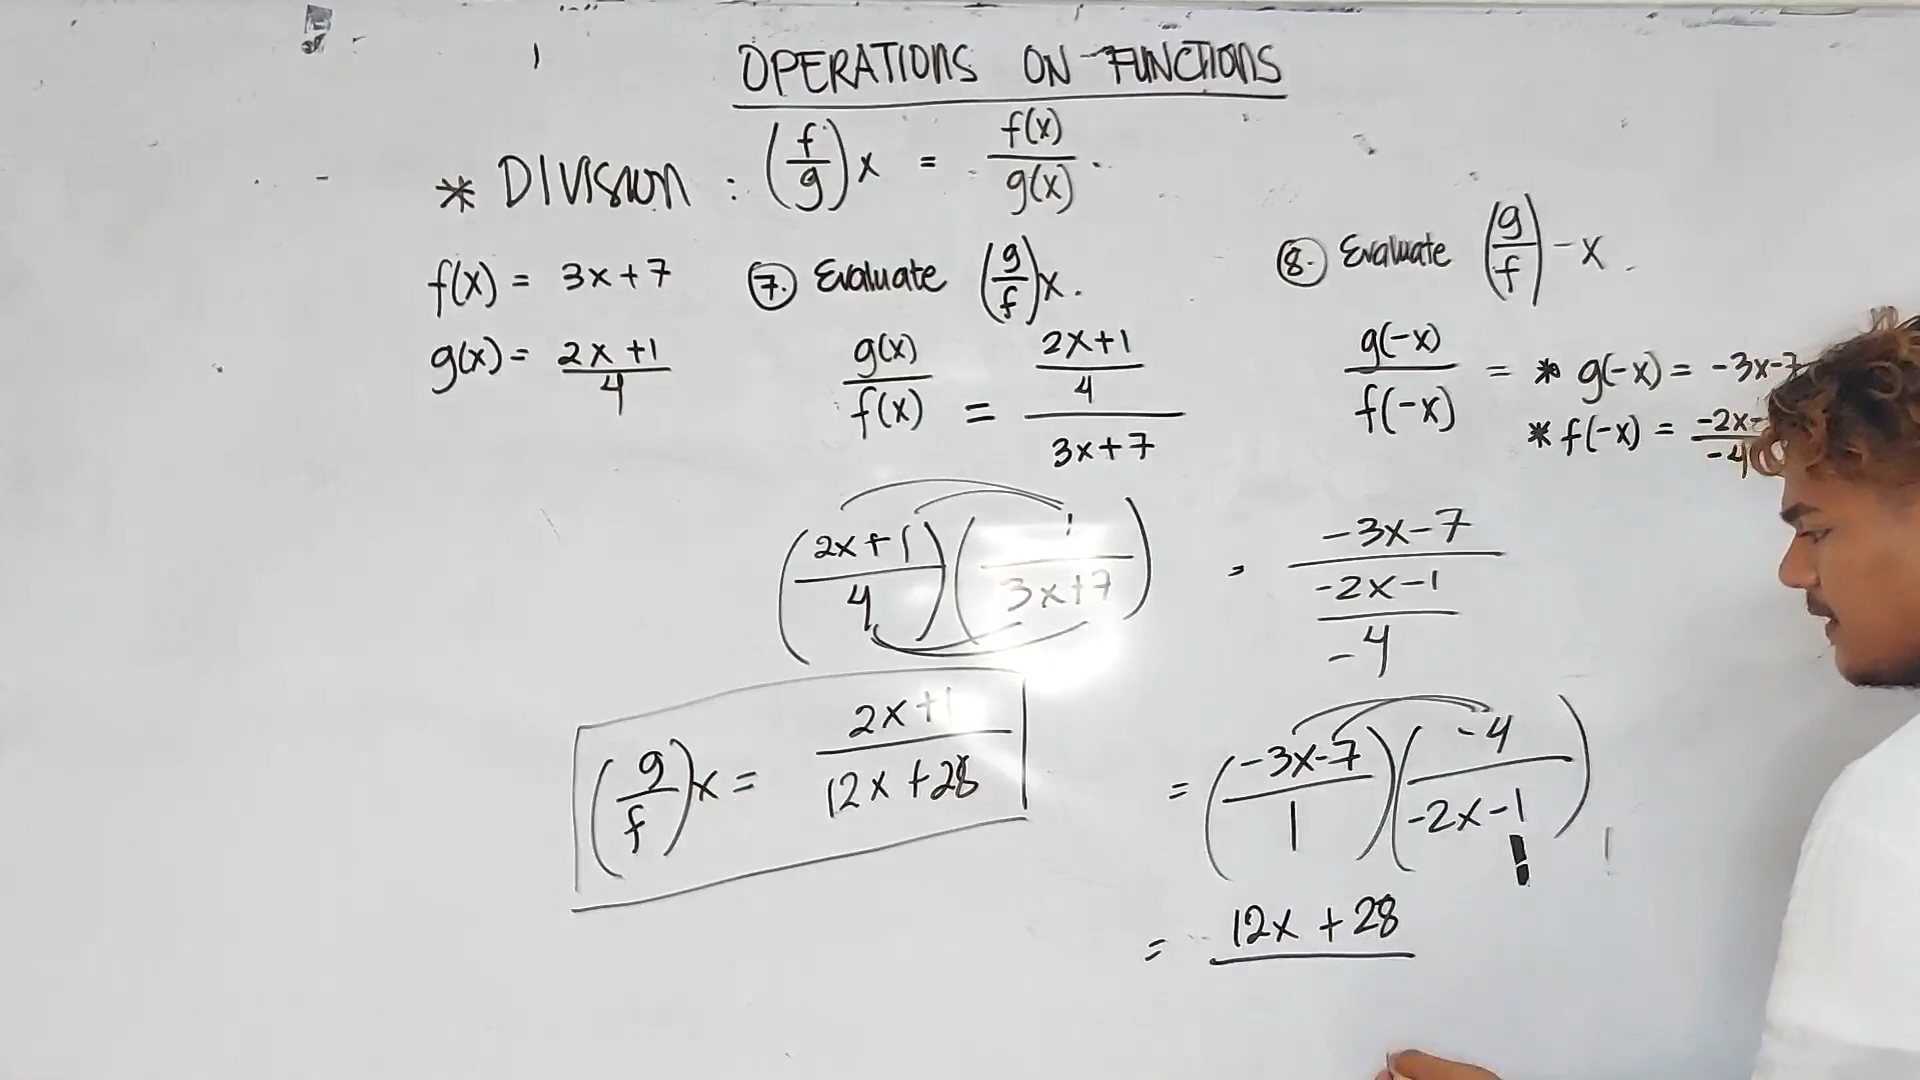 OPERATIONS ON FUNCTIONS
* DIVISION : (f/g)x = f(x)/g(x).
f(x) = 3x+7
g(x) = 2x+1/4
7. Evaluate (g/f)x.
g(x)/f(x) = 2x+1/4/3x+7
(2x+1/4)(1/3x+7)
(g/f)x = 2x+1/12x+28
8. Evaluate (g/f)-x.
g(-x)/f(-x) = * g(-x) = -3x-7
* f(-x) = -2x-/-4
= -3x-7/-2x-1/-4
= (-3x-7/1)(-4/-2x-1)
= 12x+28